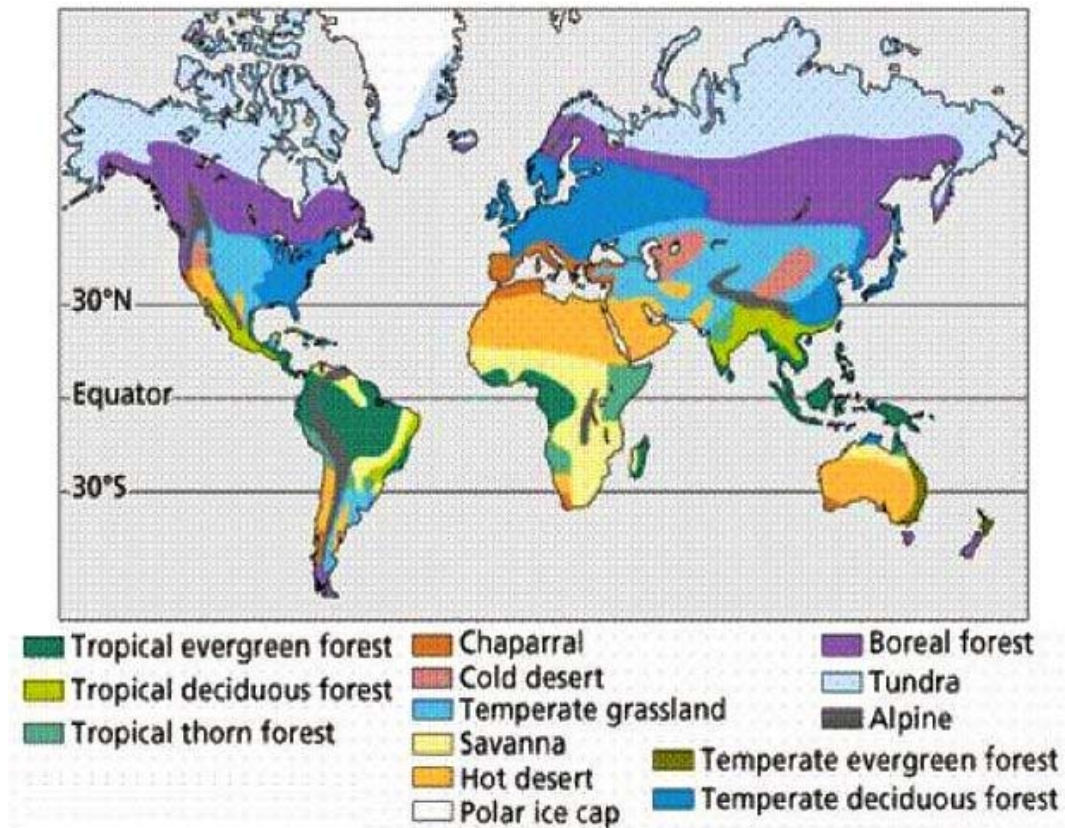 30°N
Equator
30°S
Tropical evergreen forest
Tropical deciduous forest
Tropical thorn forest
Chaparral
Cold desert
Temperate grassland
Savanna
Hot desert
Polar ice cap
Boreal forest
Tundra
Alpine
Temperate evergreen forest
Temperate deciduous forest